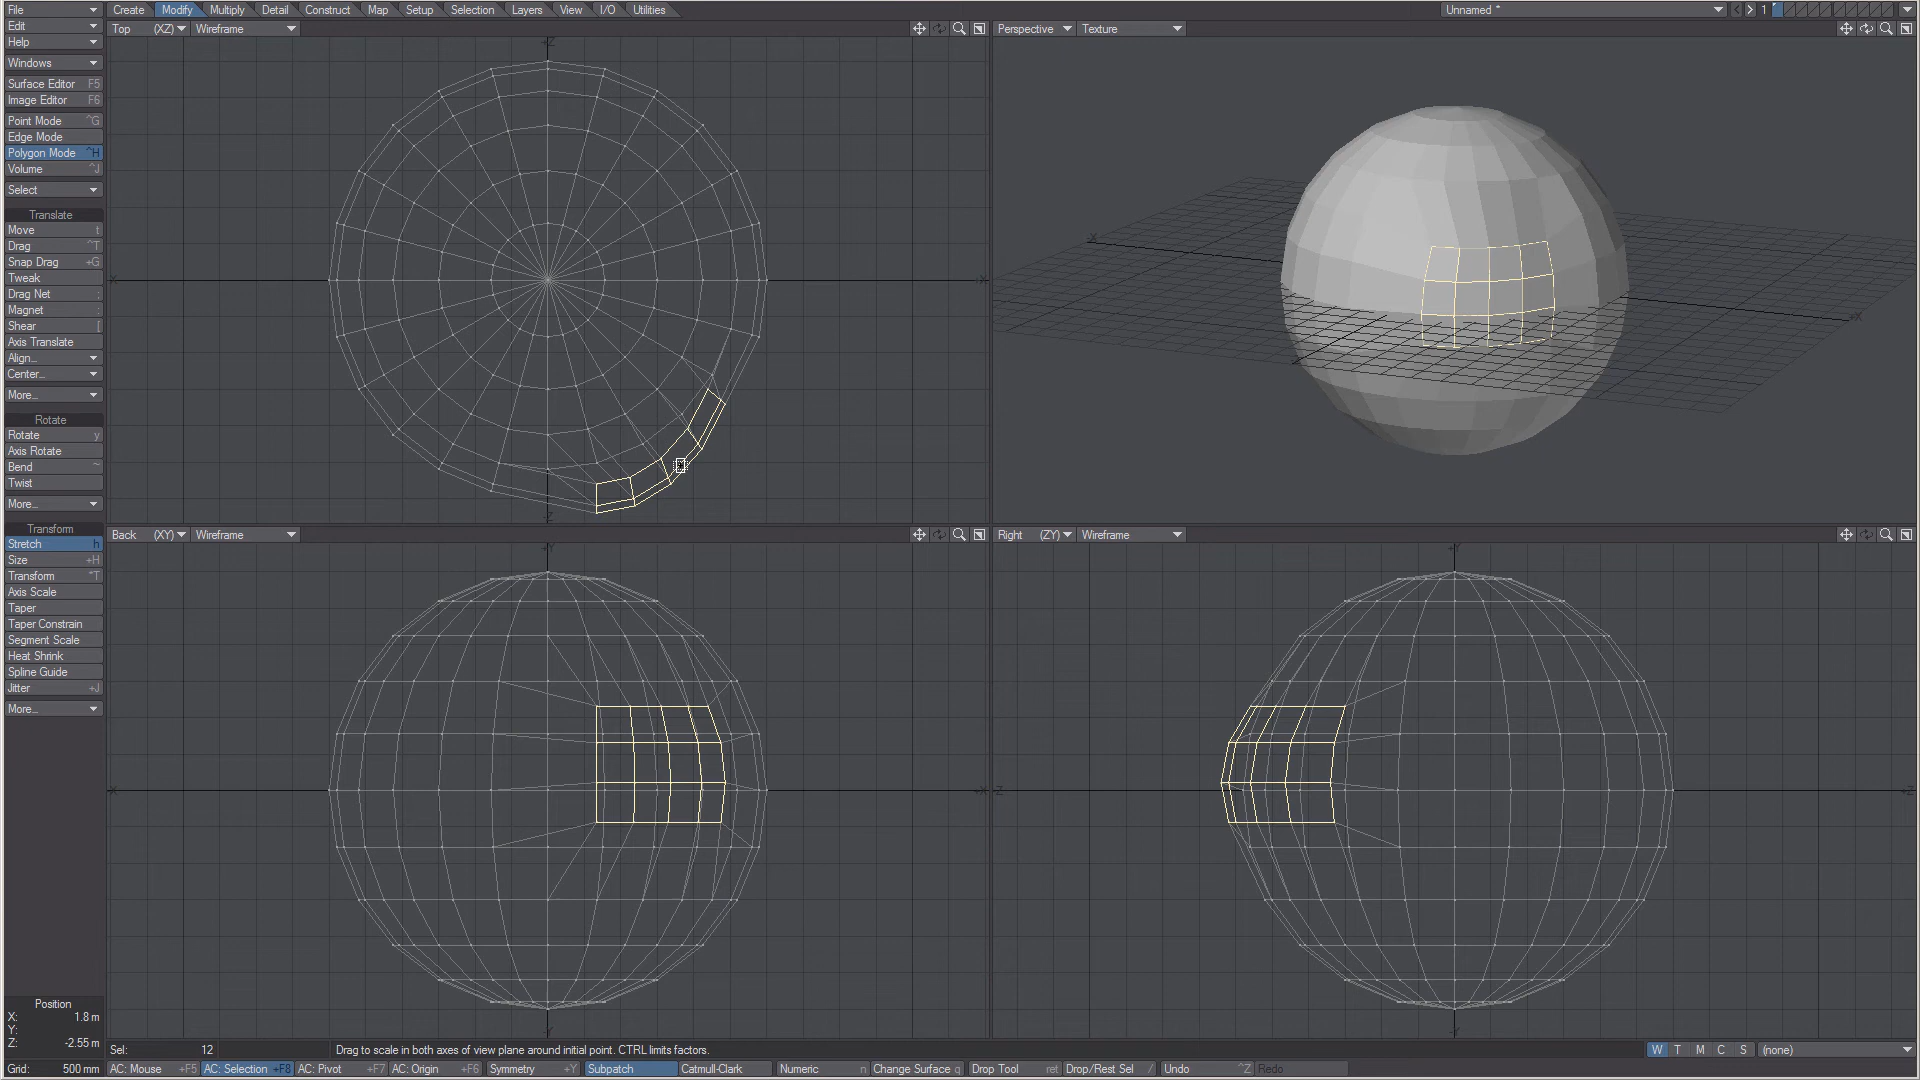 File Create Modify Multiply Detail Construct Map Setup Selection Layers View I/O Utilities Unnamed * 1
Edit
Help
Top (XZ) Wireframe Perspective Texture
Windows
Surface Editor F5
Image Editor F6
Point Mode ^G
Edge Mode
Polygon Mode ^H
Volume ^J
Select
Translate
Move t
Drag ^T
Snap Drag +G
Tweak
Drag Net ;
Magnet :
Shear [
Axis Translate
Align...
Center...
More...
Rotate
Rotate y
Axis Rotate
Bend ~
Twist
More...
Transform
Back (XY) Wireframe Right (ZY) Wireframe
Stretch h
Size +H
Transform
Axis Scale
Taper
Taper Constrain
Segment Scale
Heat Shrink
Spline Guide
Jitter +J
More...
Position
X: 1.8 m
Y:
Z: -2.55 m
Sel: 12 Drag to scale in both axes of view plane around initial point. CTRL limits factors. W T M C S (none)
Grid: 500 mm AC: Mouse +F5 AC: Selection +F8 AC: Pivot +F7 AC: Origin +F6 Symmetry +Y Subpatch Catmull-Clark Numeric n Change Surface q Drop Tool ret Drop/Rest Sel / Undo ^Z Redo